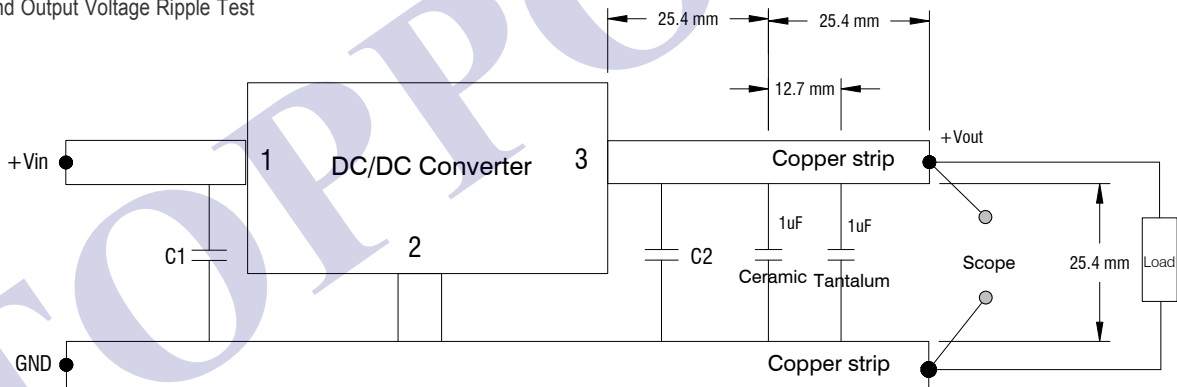 nd Output Voltage Ripple Test
25.4 mm 25.4 mm
12.7 mm
+Vout
+Vin 1 DC/DC Converter 3 Copper strip
1uF 1uF
2
C1 C2 Scope 25.4 mm Load
Ceramic Tantalum
GND Copper strip
TOPPO